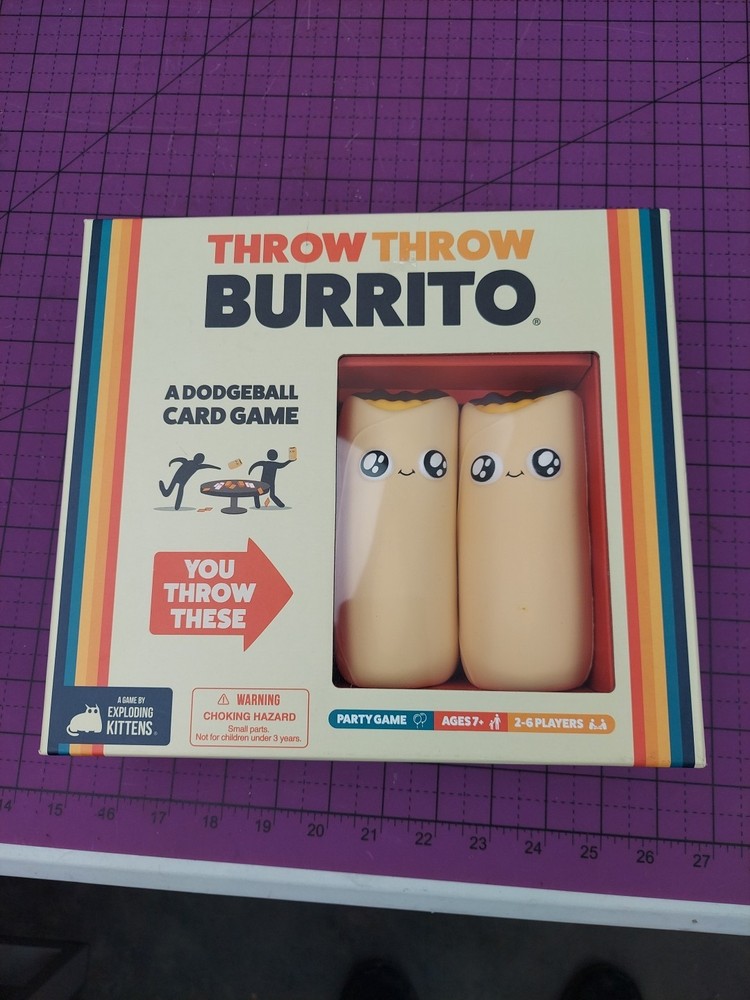 THROW THROW
BURRITO®
A DODGEBALL
CARD GAME
YOU
THROW
THESE
A GAME BY
EXPLODING
KITTENS®
⚠ WARNING
CHOKING HAZARD
Small parts.
Not for children under 3 years.
PARTY GAME
AGES 7+
2-6 PLAYERS
14 15 16 17 18 19 20 21 22 23 24 25 26 27